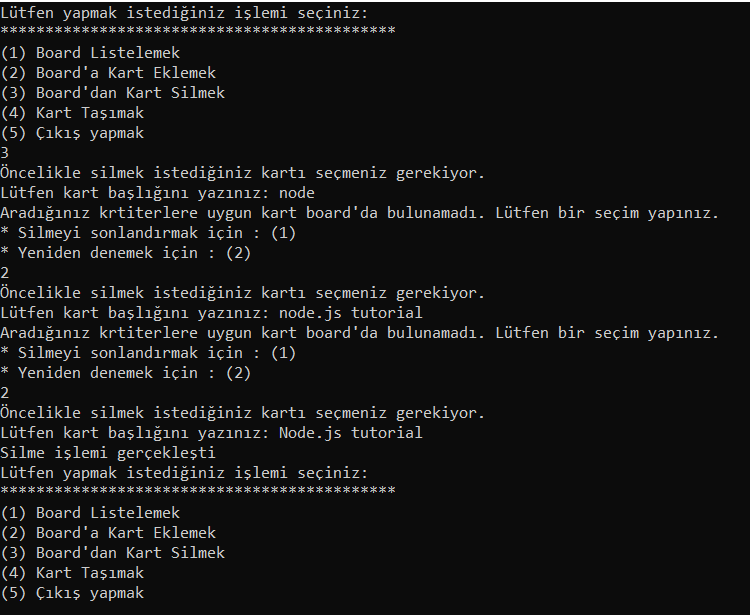 Lütfen yapmak istediğiniz işlemi seçiniz:
********************************************
(1) Board Listelemek
(2) Board'a Kart Eklemek
(3) Board'dan Kart Silmek
(4) Kart Taşımak
(5) Çıkış yapmak
3
Öncelikle silmek istediğiniz kartı seçmeniz gerekiyor.
Lütfen kart başlığını yazınız: node
Aradığınız krtiterlere uygun kart board'da bulunamadı. Lütfen bir seçim yapınız.
* Silmeyi sonlandırmak için : (1)
* Yeniden denemek için : (2)
2
Öncelikle silmek istediğiniz kartı seçmeniz gerekiyor.
Lütfen kart başlığını yazınız: node.js tutorial
Aradığınız krtiterlere uygun kart board'da bulunamadı. Lütfen bir seçim yapınız.
* Silmeyi sonlandırmak için : (1)
* Yeniden denemek için : (2)
2
Öncelikle silmek istediğiniz kartı seçmeniz gerekiyor.
Lütfen kart başlığını yazınız: Node.js tutorial
Silme işlemi gerçekleşti
Lütfen yapmak istediğiniz işlemi seçiniz:
********************************************
(1) Board Listelemek
(2) Board'a Kart Eklemek
(3) Board'dan Kart Silmek
(4) Kart Taşımak
(5) Çıkış yapmak